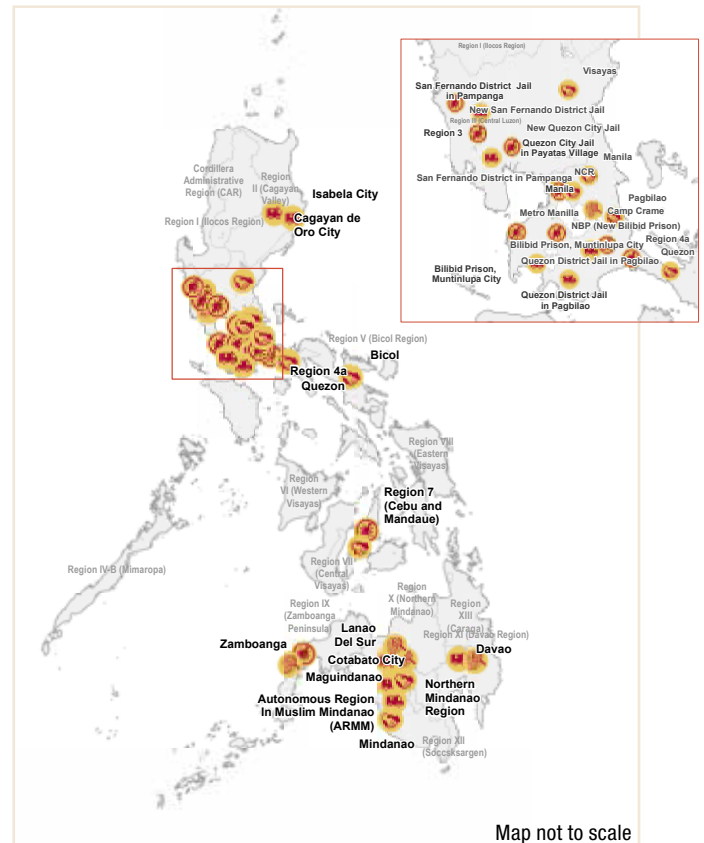 Region I (Ilocos Region)
Visayas
San Fernando District Jail
in Pampanga
New San Fernando District Jail
Region III (Central Luzon)
New Quezon City Jail
Region 3
Quezon City Jail
in Payatas Village
Manila
San Fernando District in Pampanga
NCR
Manila
Pagbilao
Metro Manilla
Camp Crame
NBP (New Bilibid Prison)
Bilibid Prison, Muntinlupa City
Region 4a
Quezon
Quezon District Jail in Pagbilao
Bilibid Prison,
Muntinlupa City
Quezon District Jail
in Pagbilao
Cordillera
Administrative
Region (CAR)
Region
II (Cagayan
Valley)
Isabela City
Region I (Ilocos Region)
Cagayan de
Oro City
Region V (Bicol Region)
Bicol
Region 4a
Quezon
Region VIII
(Eastern
Visayas)
Region
VI (Western
Visayas)
Region 7
(Cebu and
Mandaue)
Region IV-B (Mimaropa)
Region VII
(Central
Visayas)
Region
X (Northern
Mindanao)
Region IX
(Zamboanga
Peninsula)
Region
XIII
(Caraga)
Lanao
Del Sur
Region XI (Davao Region)
Zamboanga
Davao
Cotabato City
Maguindanao
Northern
Mindanao
Region
Autonomous Region
In Muslim Mindanao
(ARMM)
Mindanao
Region XII
(Soccsksargen)
Map not to scale